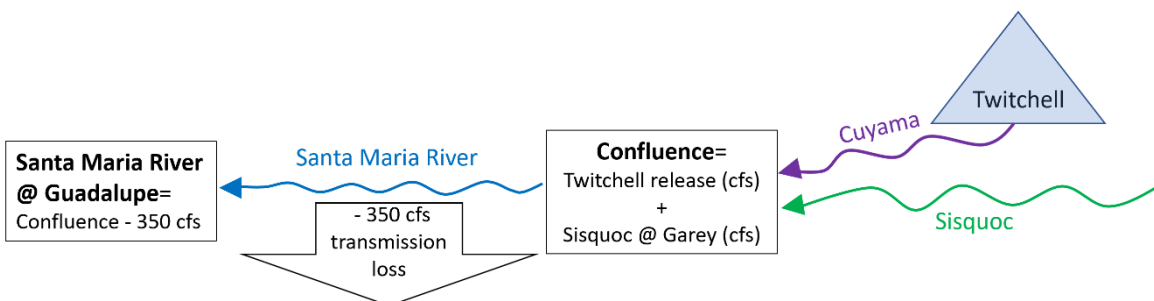 Twitchell
Cuyama
Santa Maria River
@ Guadalupe=
Confluence - 350 cfs
Santa Maria River
Confluence=
Twitchell release (cfs)
+
Sisquoc @ Garey (cfs)
- 350 cfs
transmission
loss
Sisquoc